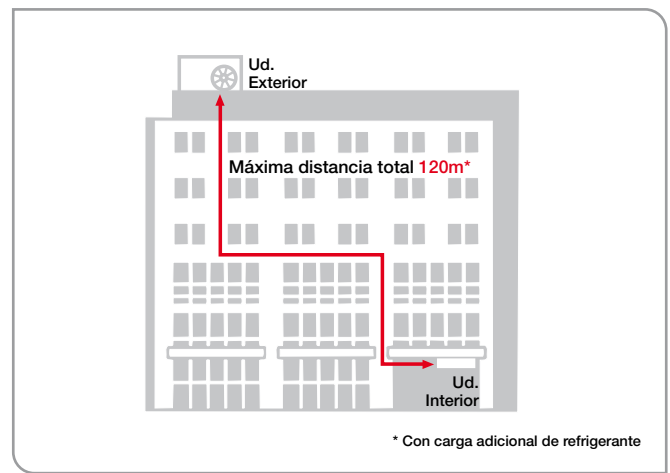 Ud.
Exterior
Máxima distancia total 120m*
Ud.
Interior
* Con carga adicional de refrigerante